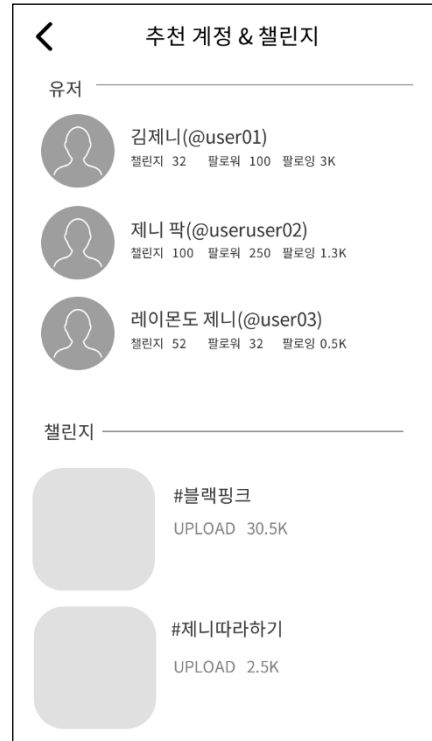 추천 계정 & 챌린지
유저
김제니(@user01)
챌린지 32 팔로워 100 팔로잉 3K
제니 팍(@useruser02)
챌린지 100 팔로워 250 팔로잉 1.3K
레이몬도 제니(@user03)
챌린지 52 팔로워 32 팔로잉 0.5K
챌린지
#블랙핑크
UPLOAD 30.5K
#제니따라하기
UPLOAD 2.5K